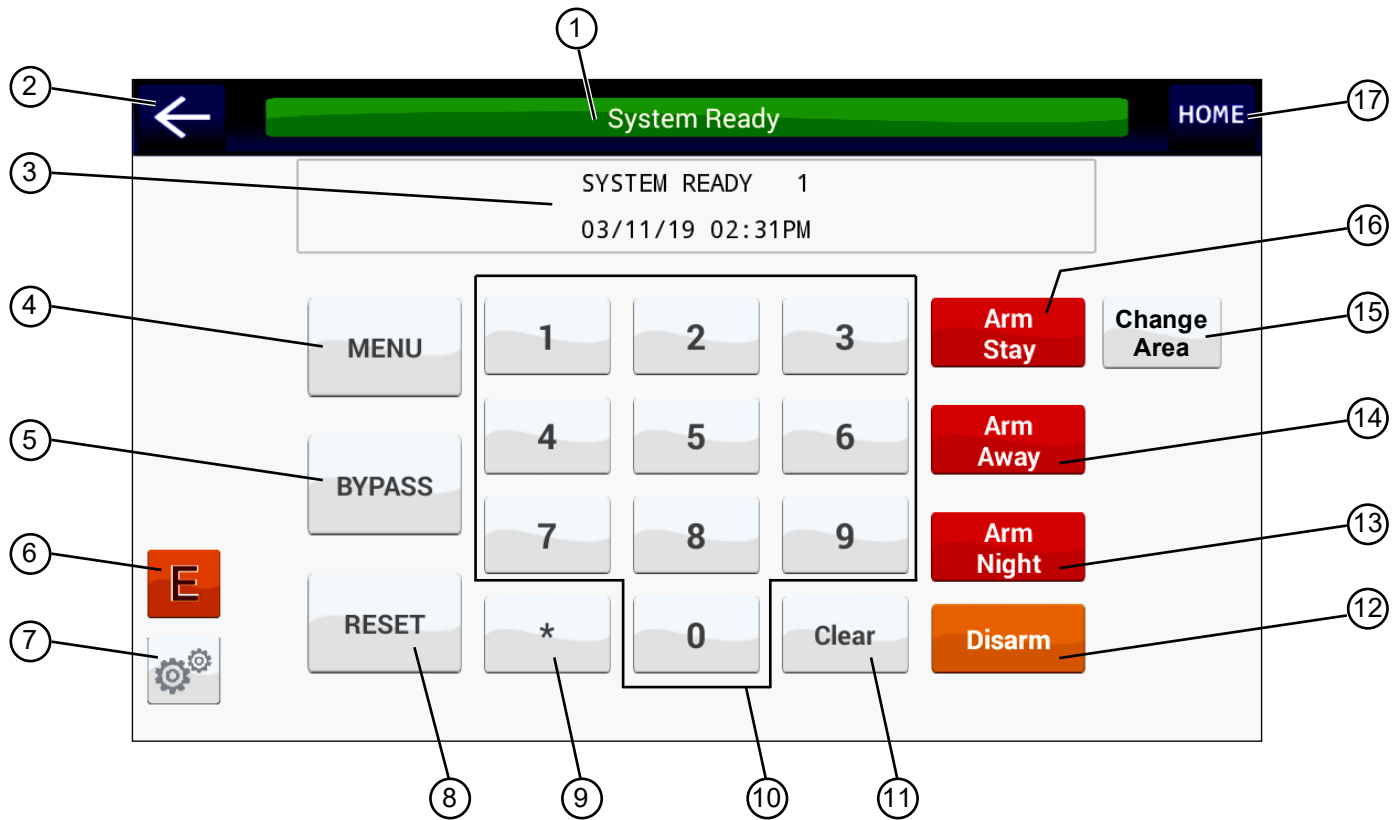 1
2
System Ready
HOME
17
3
SYSTEM READY 1
03/11/19 02:31PM
16
4
MENU
1
2
3
Arm
Stay
Change
Area
15
5
BYPASS
4
5
6
Arm
Away
14
6
E
7
8
9
Arm
Night
13
7
RESET
*
0
Clear
Disarm
12
8
9
10
11